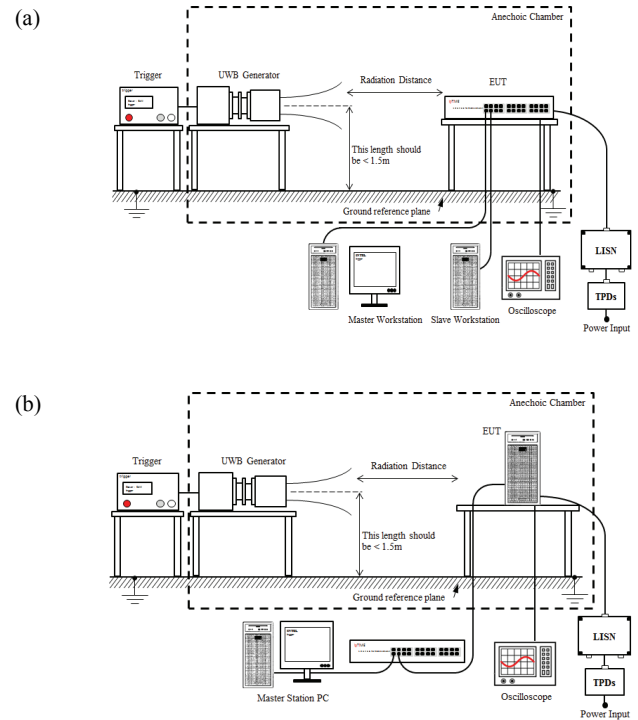 (a)
Anechoic Chamber
Trigger
UWB Generator
Radiation Distance
EUT
trigger
This length should
be < 1.5m
Ground reference plane
LISN
TPDs
Power Input
Master Workstation
Slave Workstation
Oscilloscope
(b)
Anechoic Chamber
EUT
Trigger
UWB Generator
Radiation Distance
trigger
This length should
be < 1.5m
Ground reference plane
LISN
TPDs
Power Input
Master Station PC
Oscilloscope